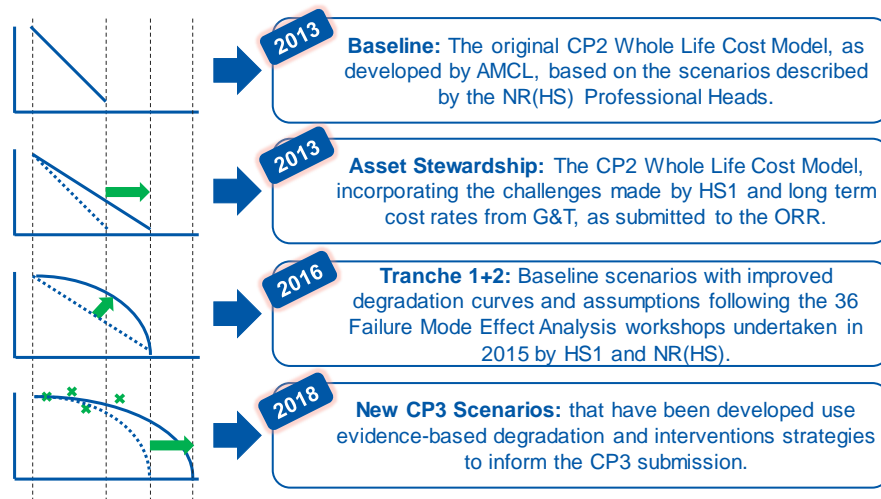 2013
Baseline: The original CP2 Whole Life Cost Model, as
developed by AMCL, based on the scenarios described
by the NR(HS) Professional Heads.
2013
Asset Stewardship: The CP2 Whole Life Cost Model,
incorporating the challenges made by HS1 and long term
cost rates from G&T, as submitted to the ORR.
2016
Tranche 1+2: Baseline scenarios with improved
degradation curves and assumptions following the 36
Failure Mode Effect Analysis workshops undertaken in
2015 by HS1 and NR(HS).
2018
New CP3 Scenarios: that have been developed use
evidence-based degradation and interventions strategies
to inform the CP3 submission.